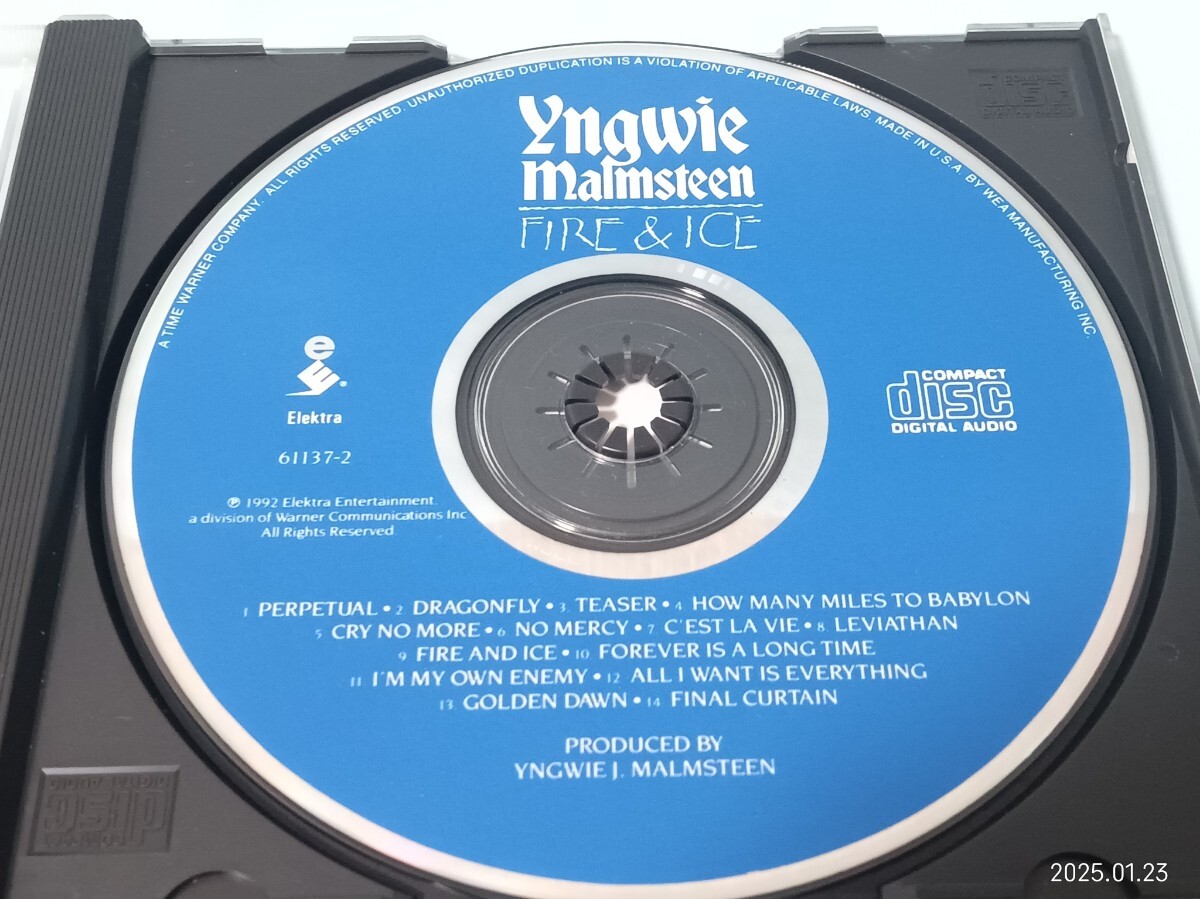 A TIME WARNER COMPANY. ALL RIGHTS RESERVED. UNAUTHORIZED DUPLICATION IS A VIOLATION OF APPLICABLE LAWS. MADE IN U.S.A. BY WEA MANUFACTURING INC.
Yngwie
Malmsteen
FIRE & ICE
Elektra
61137-2
℗ 1992 Elektra Entertainment.
a division of Warner Communications Inc
All Rights Reserved
COMPACT
disc
DIGITAL AUDIO
1 PERPETUAL • 2 DRAGONFLY • 3. TEASER • 4 HOW MANY MILES TO BABYLON
5 CRY NO MORE • 6. NO MERCY • 7 C'EST LA VIE • 8 LEVIATHAN
9 FIRE AND ICE • 10 FOREVER IS A LONG TIME
11 I'M MY OWN ENEMY • 12 ALL I WANT IS EVERYTHING
13 GOLDEN DAWN • 14 FINAL CURTAIN
PRODUCED BY
YNGWIE J. MALMSTEEN
COMPACT
disc
DIGITAL AUDIO
2025.01.23